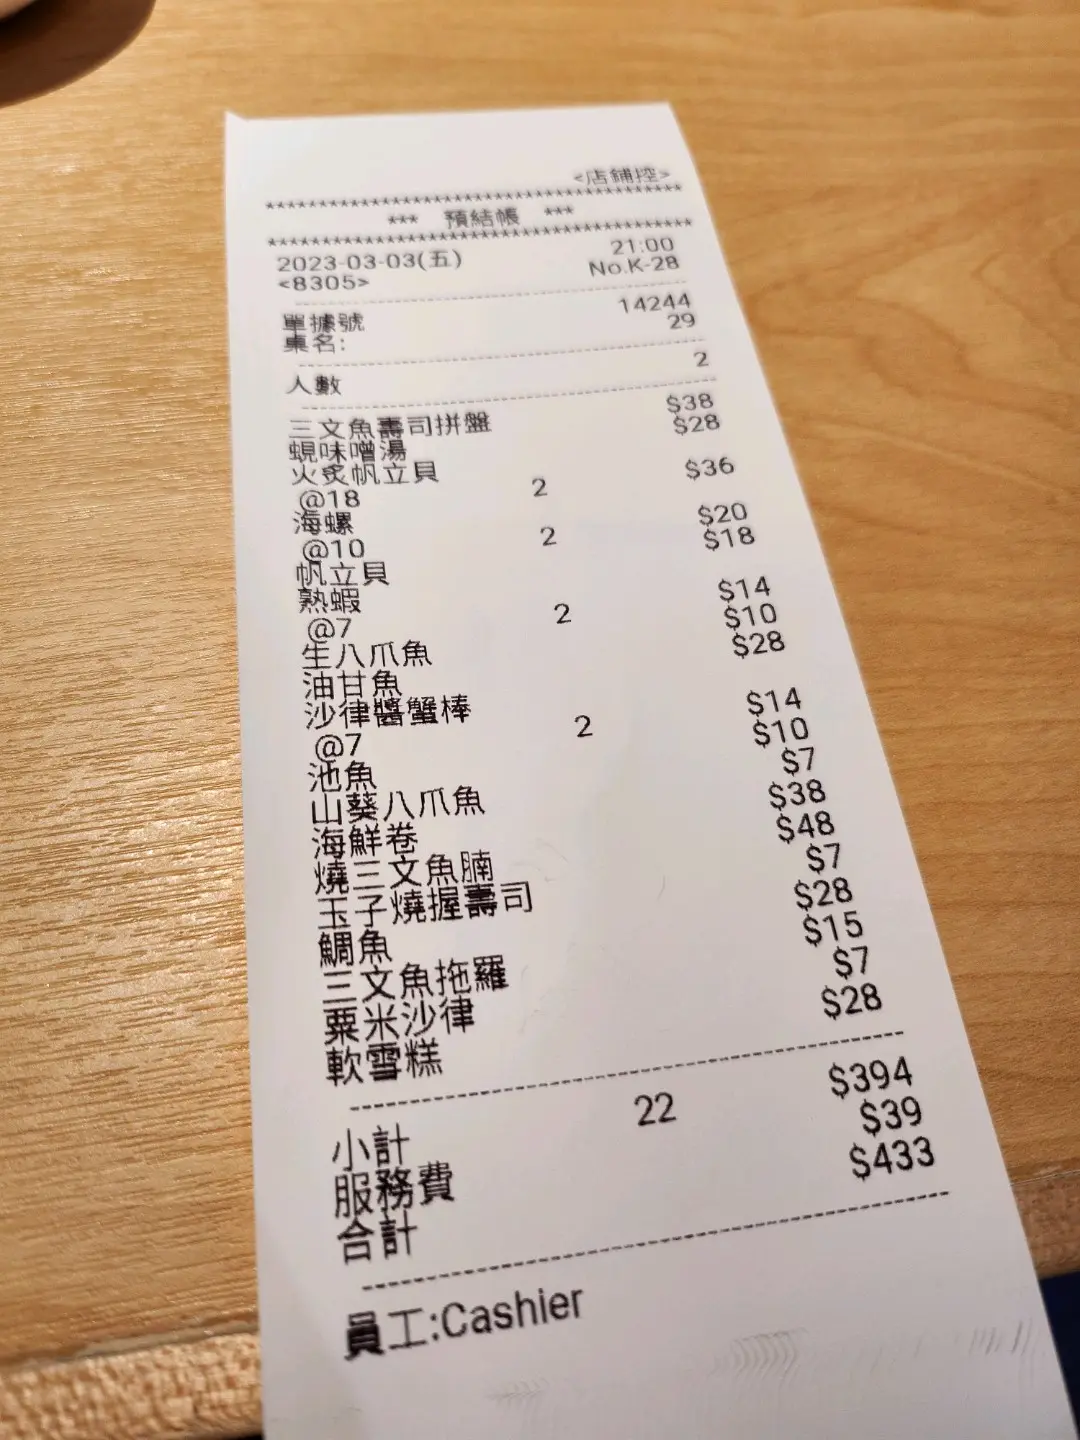 <店鋪控>
****************************************
*** 預結帳 ***
****************************************
2023-03-03(五) 21:00
<8305> No.K-28
單據號 14244
桌名: 29
人數 2
三文魚壽司拼盤 $38
蜆味噌湯 $28
火炙帆立貝
@18 2 $36
海螺
@10 2 $20
帆立貝 $18
熟蝦
@7 2 $14
生八爪魚 $10
油甘魚 $28
沙律醬蟹棒
@7 2 $14
池魚 $10
山葵八爪魚 $7
海鮮卷 $38
燒三文魚腩 $48
玉子燒握壽司 $7
鯛魚 $28
三文魚拖羅 $15
粟米沙律 $7
軟雪糕 $28
小計 22 $394
服務費 $39
合計 $433
員工:Cashier